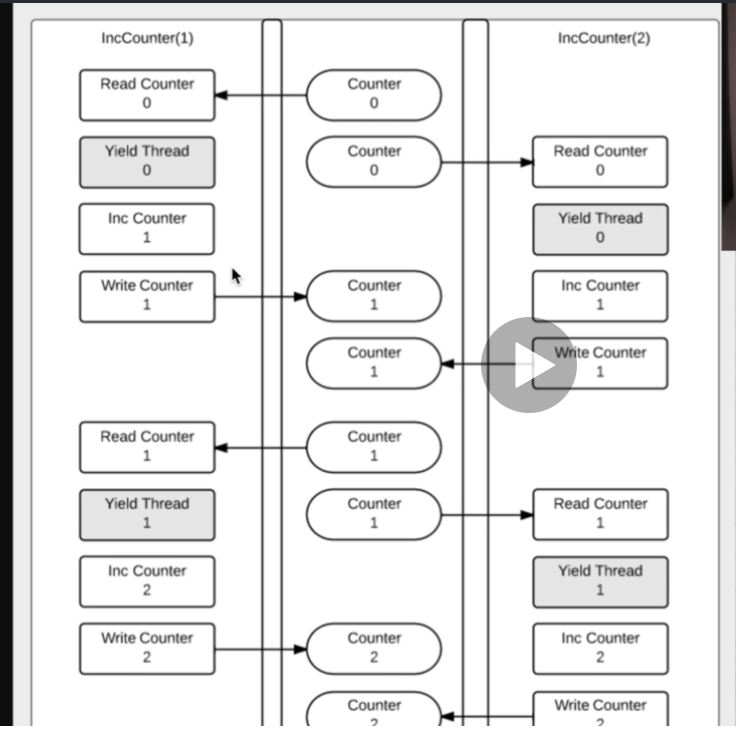 IncCounter(1)
IncCounter(2)
Read Counter
0
Counter
0
Yield Thread
0
Counter
0
Read Counter
0
Inc Counter
1
Yield Thread
0
Write Counter
1
Counter
1
Inc Counter
1
Counter
1
Write Counter
1
Read Counter
1
Counter
1
Yield Thread
1
Counter
1
Read Counter
1
Inc Counter
2
Yield Thread
1
Write Counter
2
Counter
2
Inc Counter
2
Counter
2
Write Counter
2